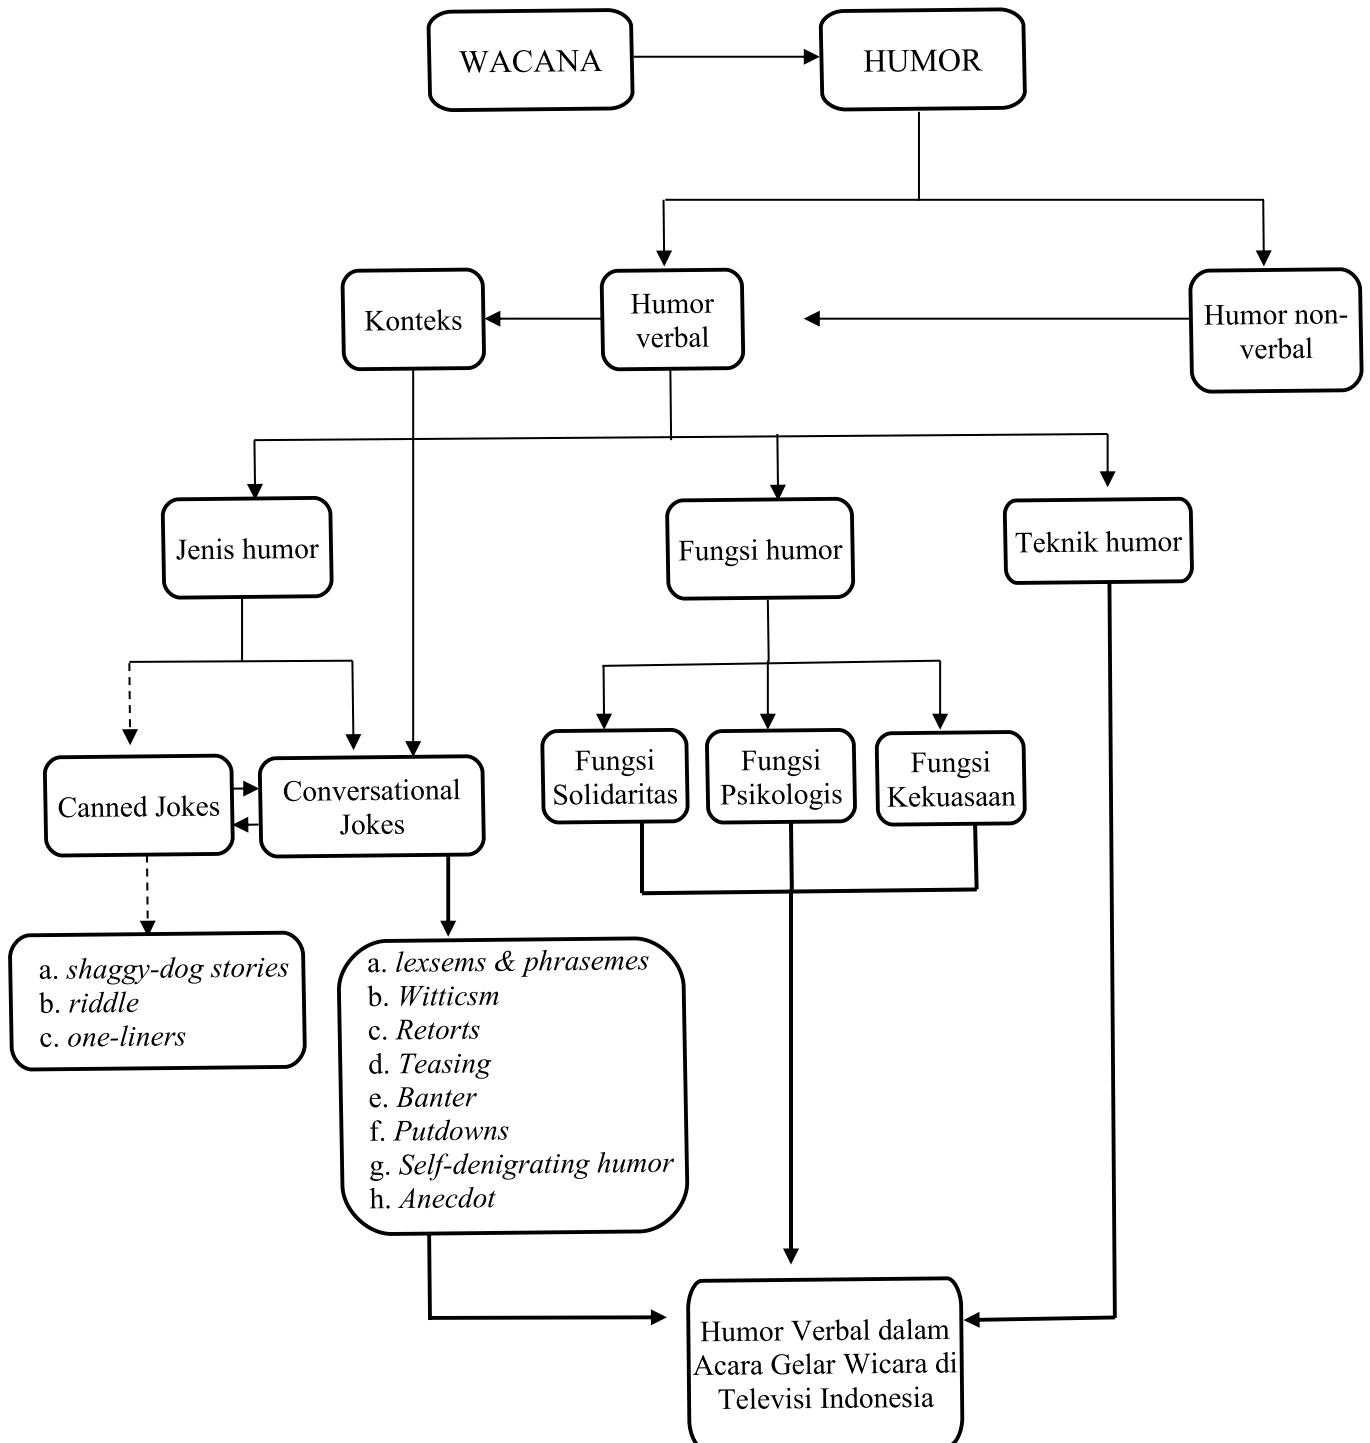 WACANA
HUMOR
Konteks
Humor
verbal
Humor non-
verbal
Jenis humor
Fungsi humor
Teknik humor
Canned Jokes
Conversational
Jokes
Fungsi
Solidaritas
Fungsi
Psikologis
Fungsi
Kekuasaan
a. shaggy-dog stories
b. riddle
c. one-liners
a. lexsems & phrasemes
b. Witticsm
c. Retorts
d. Teasing
e. Banter
f. Putdowns
g. Self-denigrating humor
h. Anecdot
Humor Verbal dalam
Acara Gelar Wicara di
Televisi Indonesia